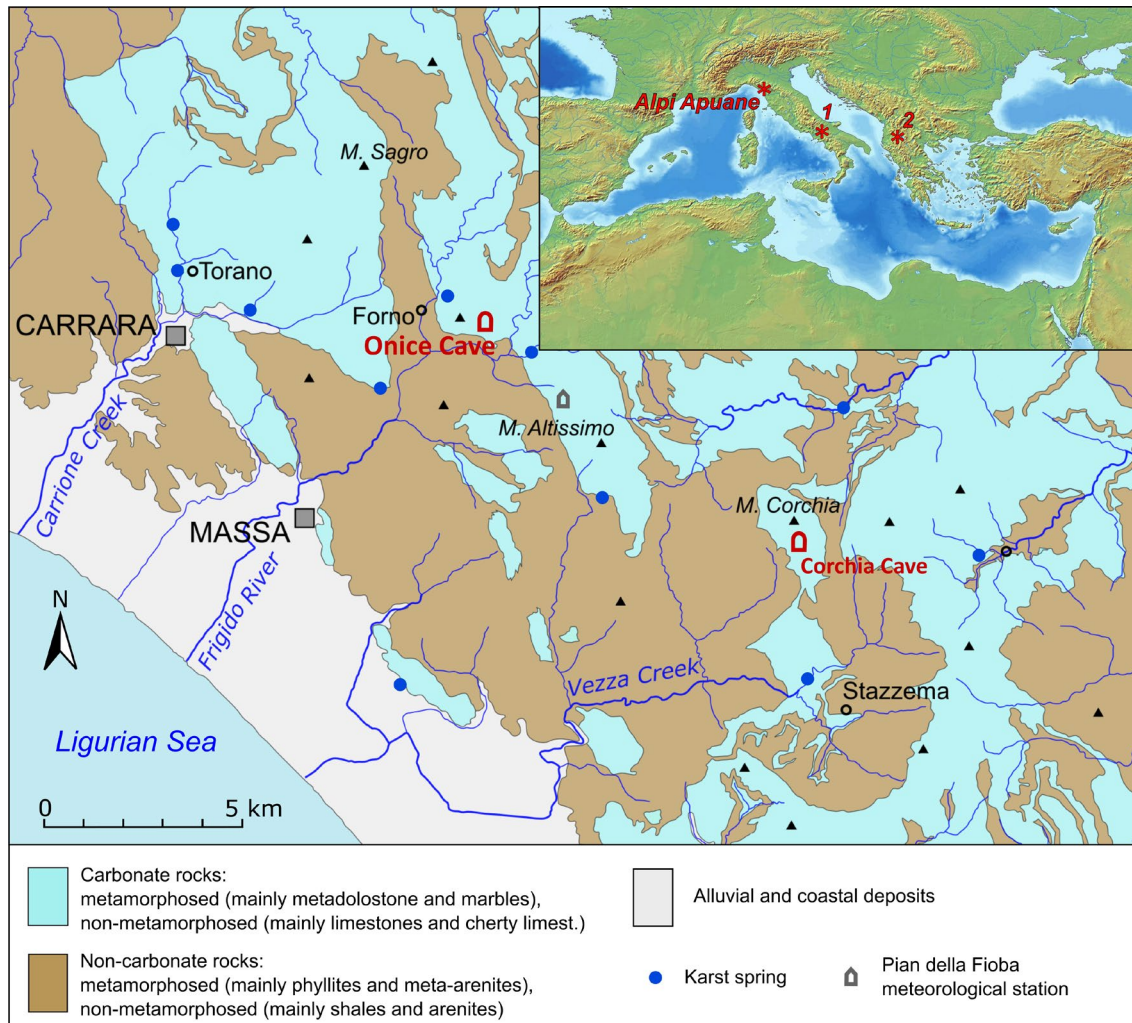 Alpi Apuane
1
2
M. Sagro
Torano
CARRARA
Forno
Onice Cave
M. Altissimo
Carrione Creek
MASSA
M. Corchia
Corchia Cave
N
Frigido River
Vezza Creek
Stazzema
Ligurian Sea
0 5 km
Carbonate rocks:
metamorphosed (mainly metadolostone and marbles),
non-metamorphosed (mainly limestones and cherty limest.)
Non-carbonate rocks:
metamorphosed (mainly phyllites and meta-arenites),
non-metamorphosed (mainly shales and arenites)
Alluvial and coastal deposits
Karst spring
Pian della Fioba
meteorological station